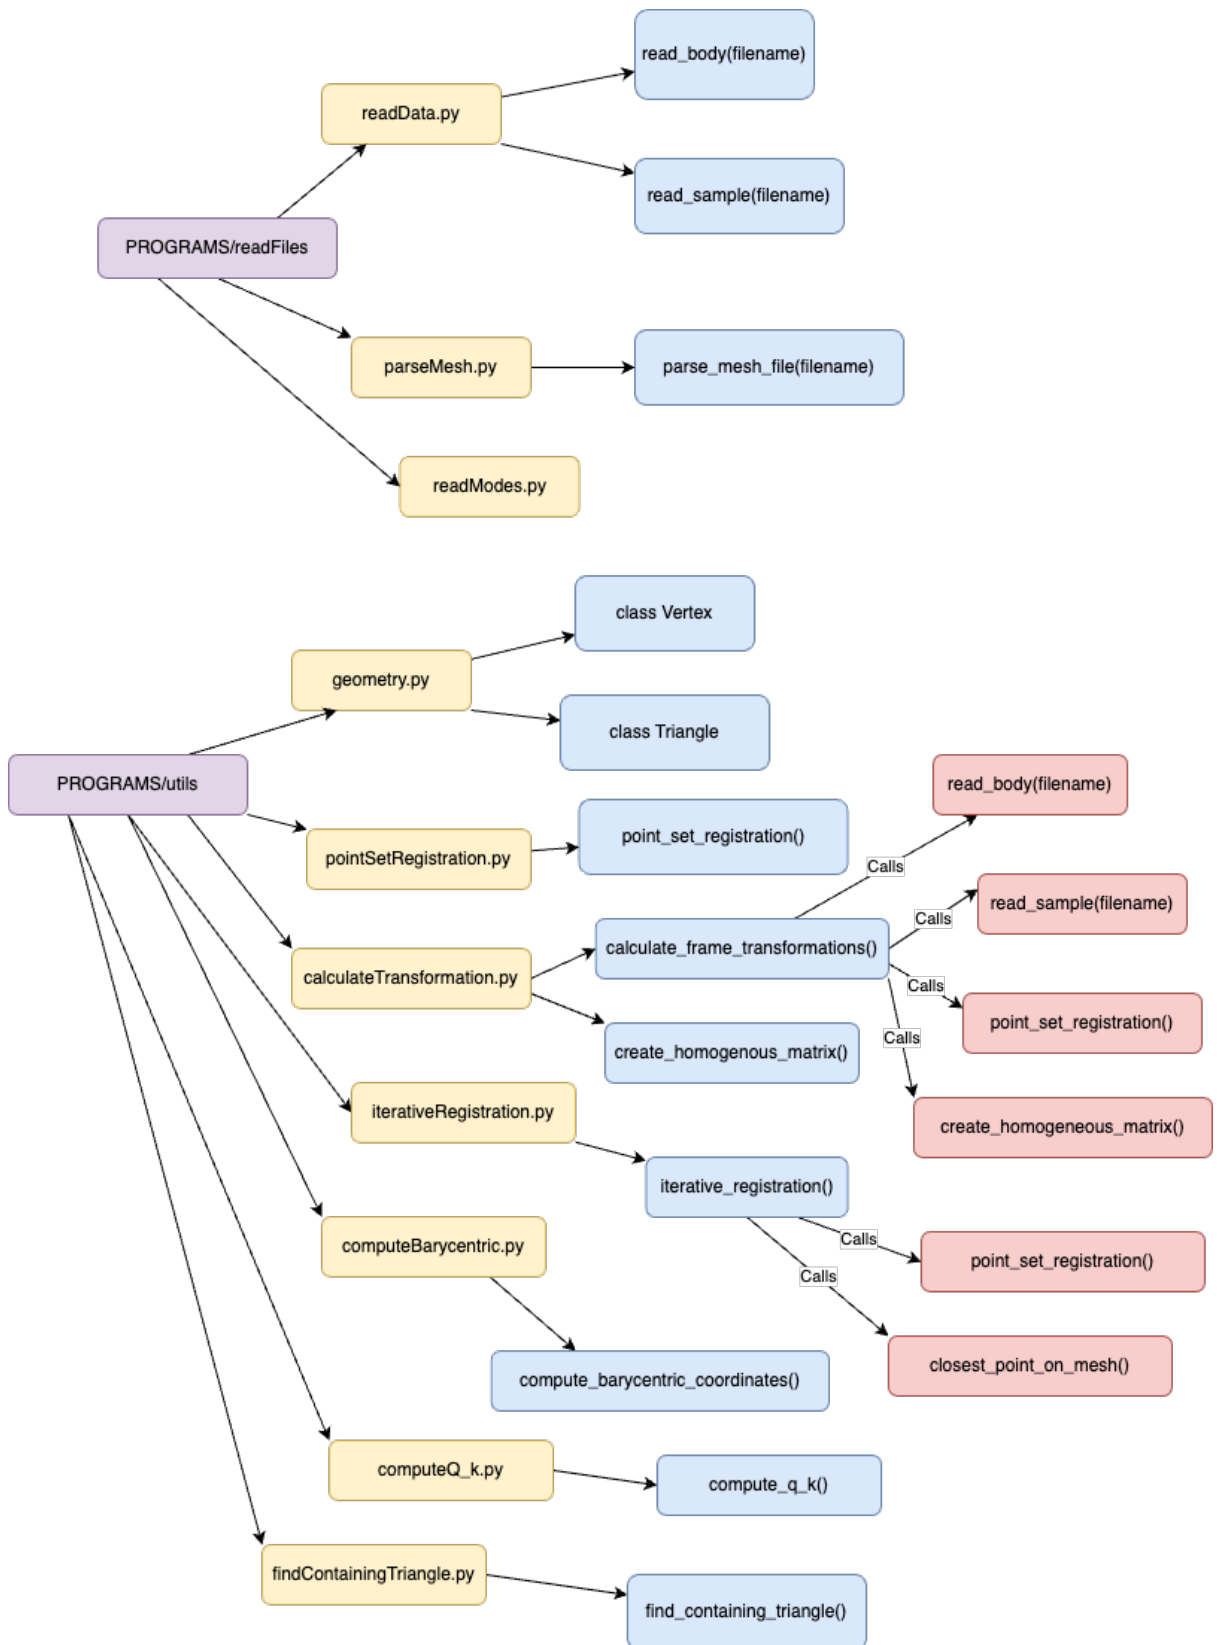 read_body(filename)
readData.py
read_sample(filename)
PROGRAMS/readFiles
parseMesh.py
parse_mesh_file(filename)
readModes.py
class Vertex
geometry.py
class Triangle
PROGRAMS/utils
read_body(filename)
pointSetRegistration.py
point_set_registration()
Calls
read_sample(filename)
Calls
calculateTransformation.py
calculate_frame_transformations()
Calls
point_set_registration()
Calls
create_homogenous_matrix()
create_homogeneous_matrix()
iterativeRegistration.py
iterative_registration()
Calls
point_set_registration()
computeBarycentric.py
Calls
closest_point_on_mesh()
compute_barycentric_coordinates()
computeQ_k.py
compute_q_k()
findContainingTriangle.py
find_containing_triangle()